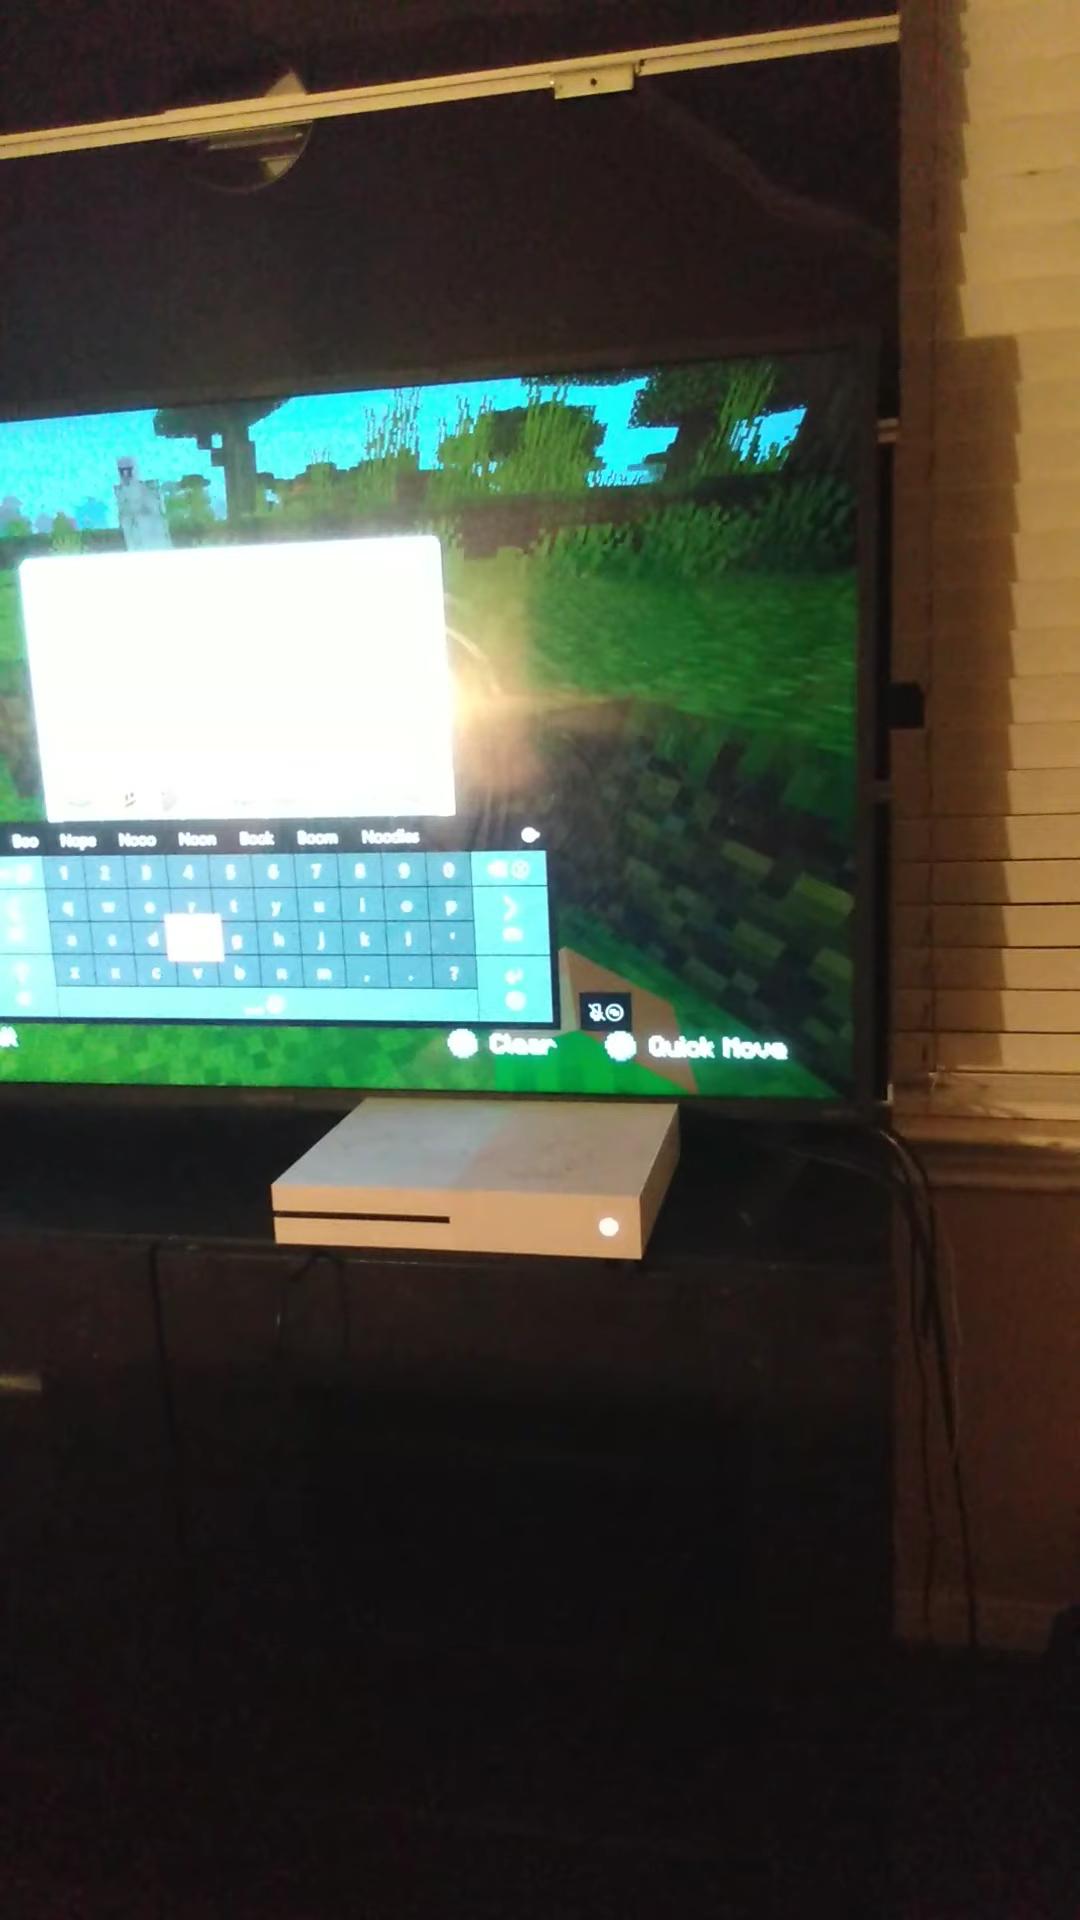 Boo Nope Nooo Noon Book Boom Noodles
1 2 3 4 5 6 7 8 9 0
q w e r t y u i o p
a s d g h j k l '
z x c v b n m , . ?
Clear Quick Move